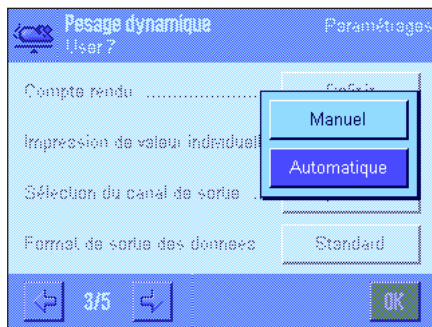 Pesage dynamique
User 7
Paramétrages
Compte rendu ....................
Manuel
Impression de valeur individuell
Automatique
Sélection du canal de sortie ..
Format de sortie des données
Standard
3/5
OK